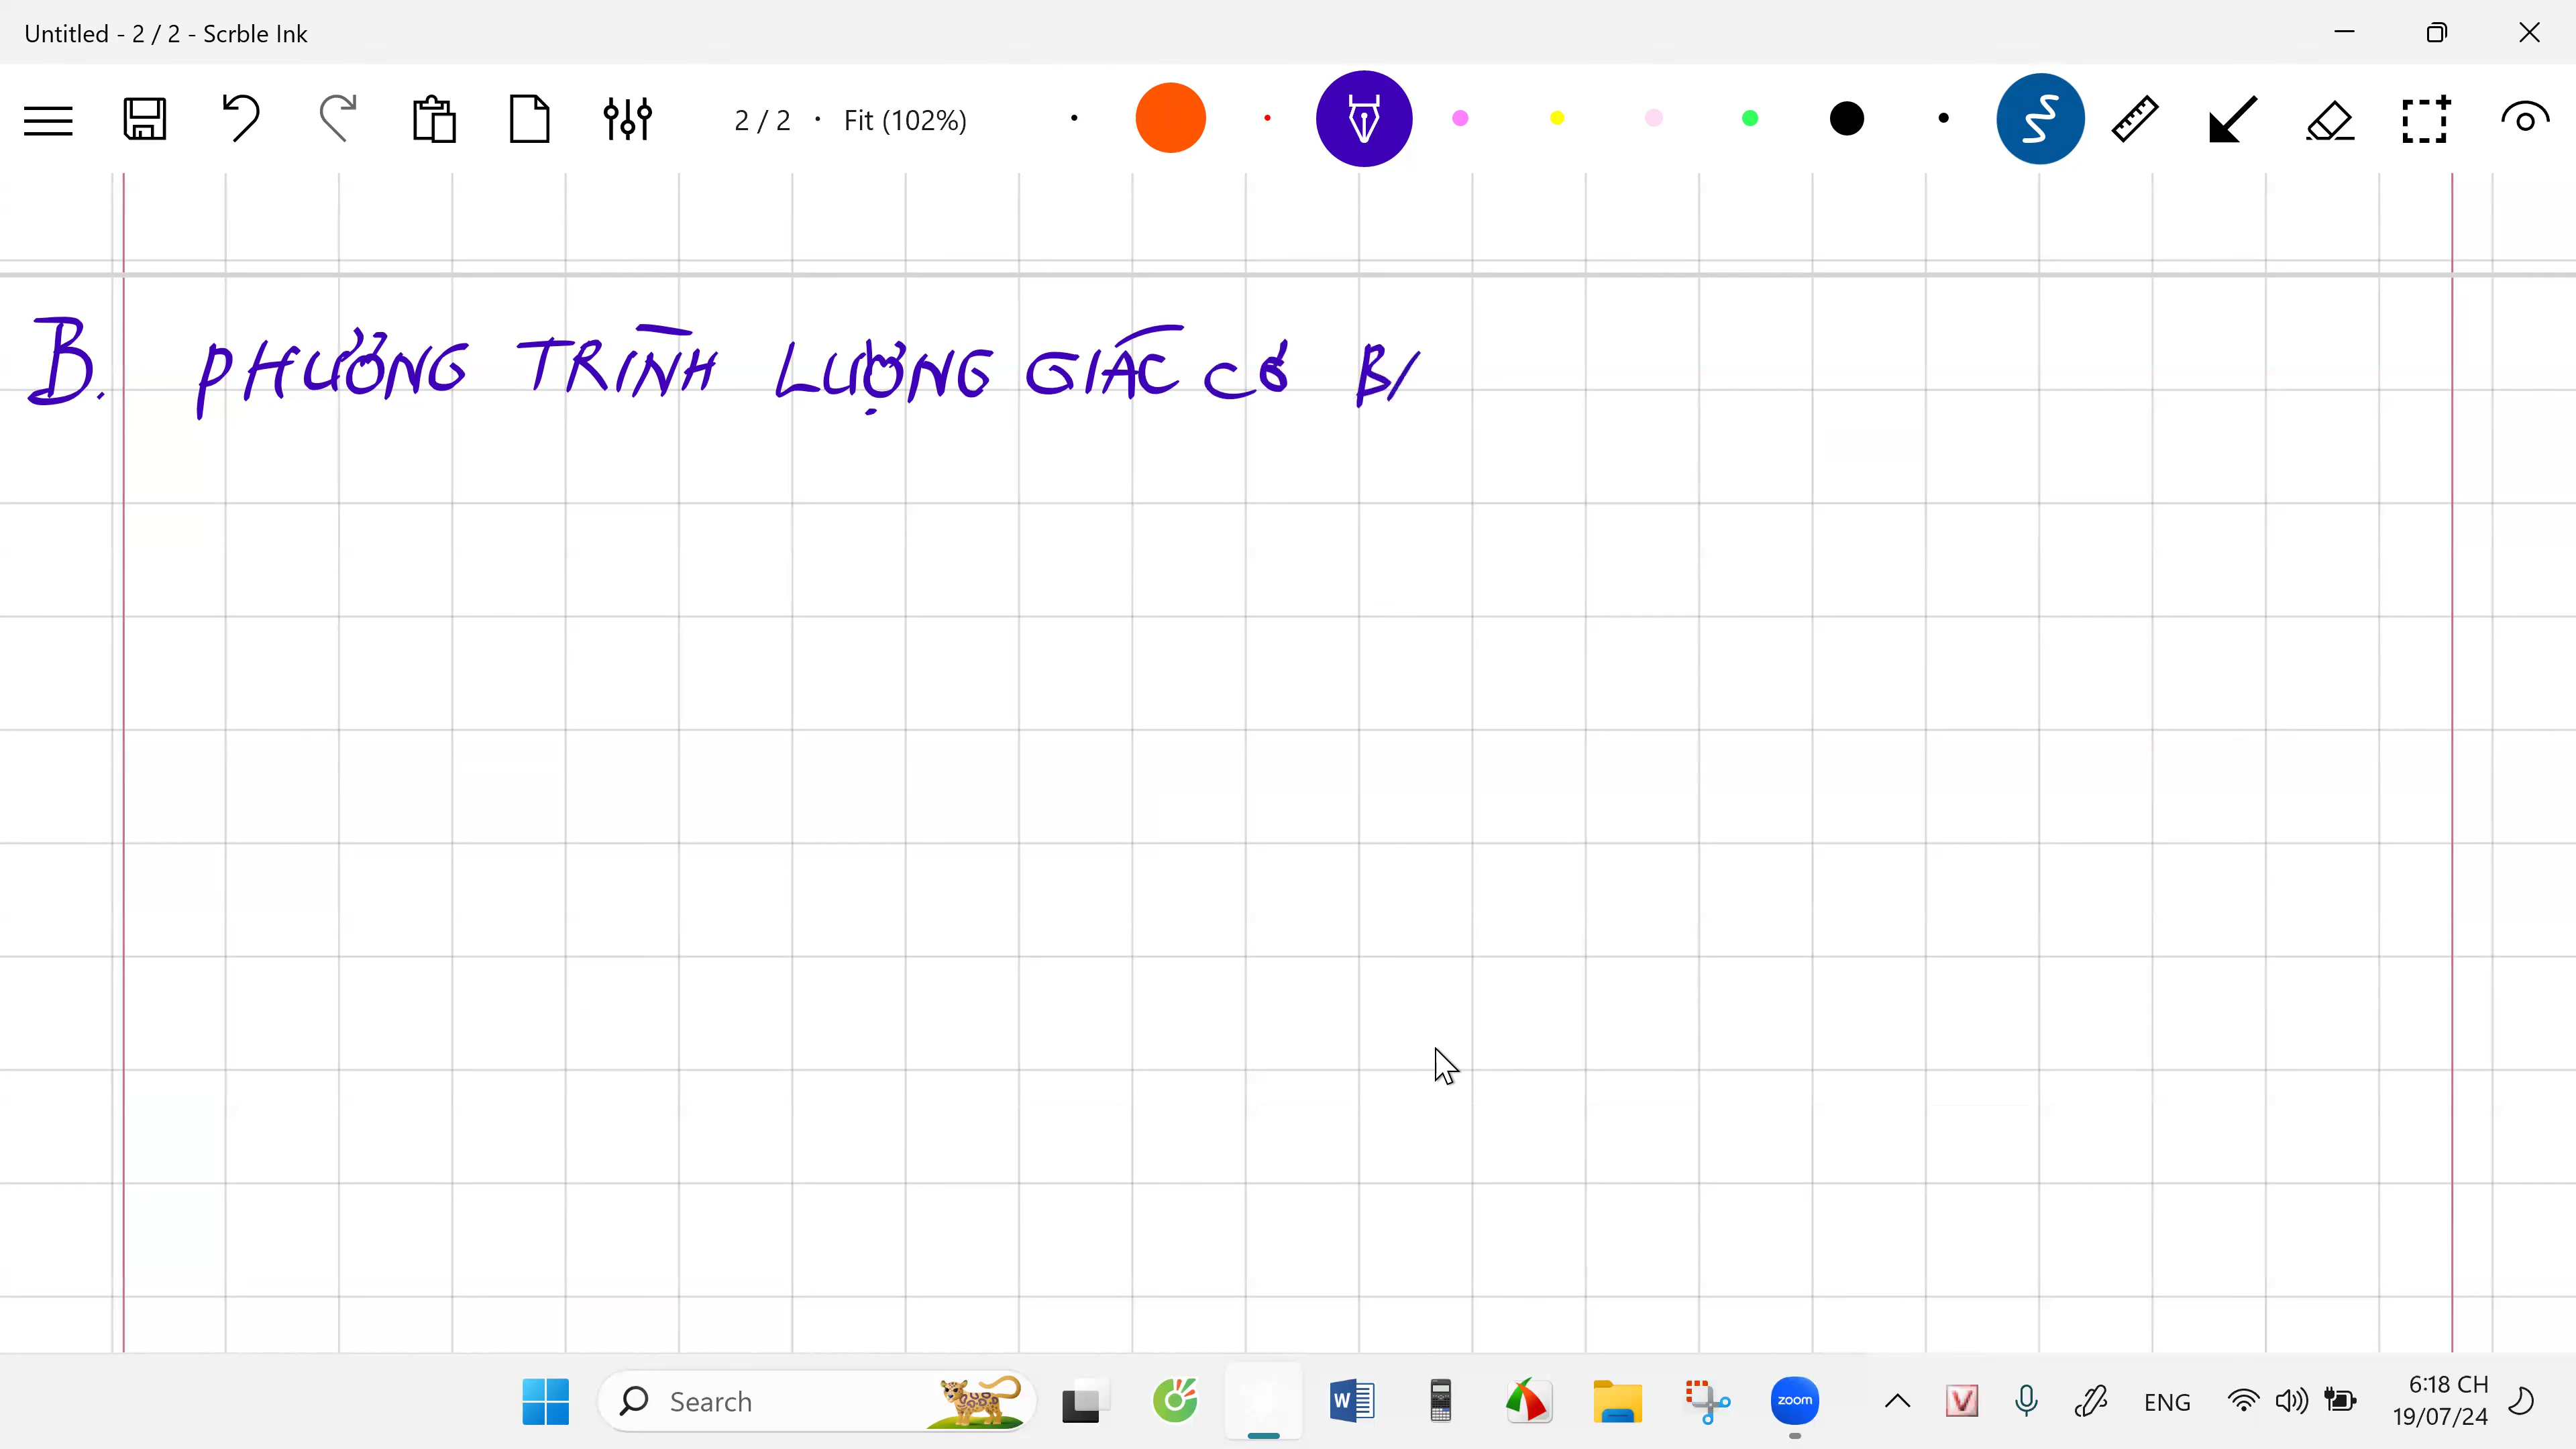 Untitled - 2 / 2 - Scrble Ink
2 / 2 · Fit (102%)
B. PHƯƠNG TRÌNH LƯỢNG GIÁC CƠ B/
Search
zoom
ENG
6:18 CH
19/07/24